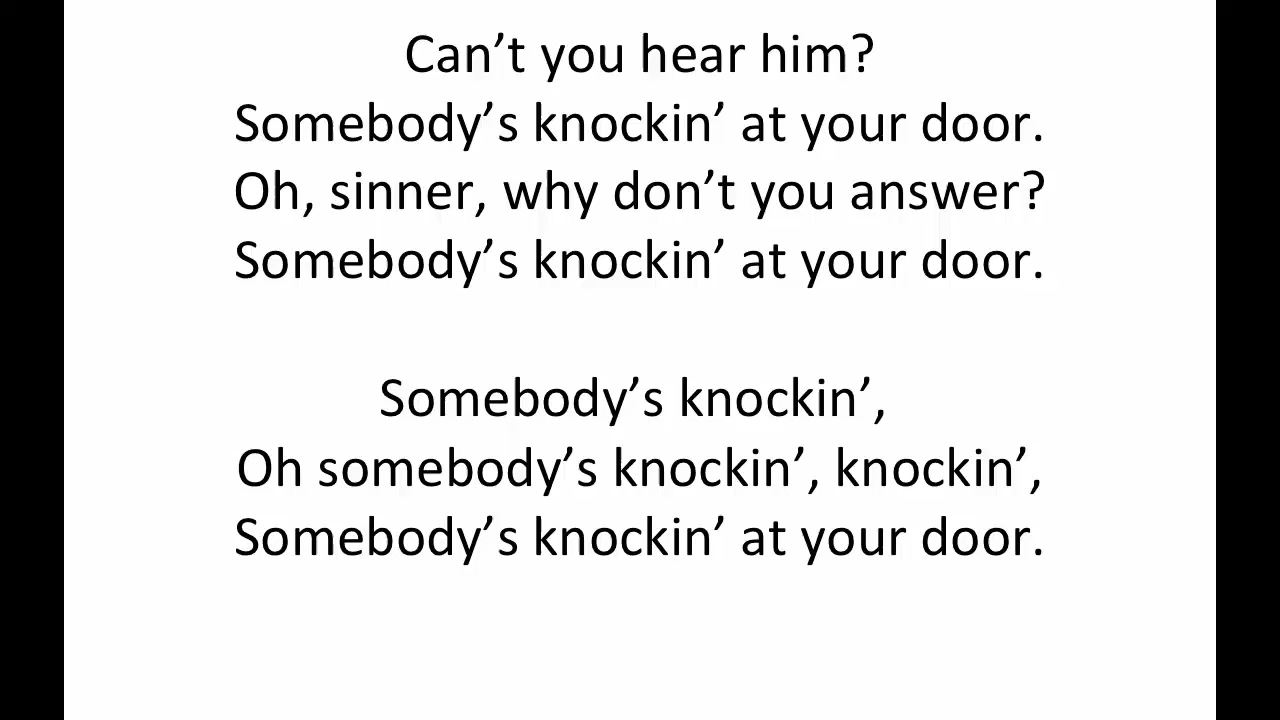 Can’t you hear him?
Somebody’s knockin’ at your door.
Oh, sinner, why don’t you answer?
Somebody’s knockin’ at your door.
Somebody’s knockin’,
Oh somebody’s knockin’, knockin’,
Somebody’s knockin’ at your door.